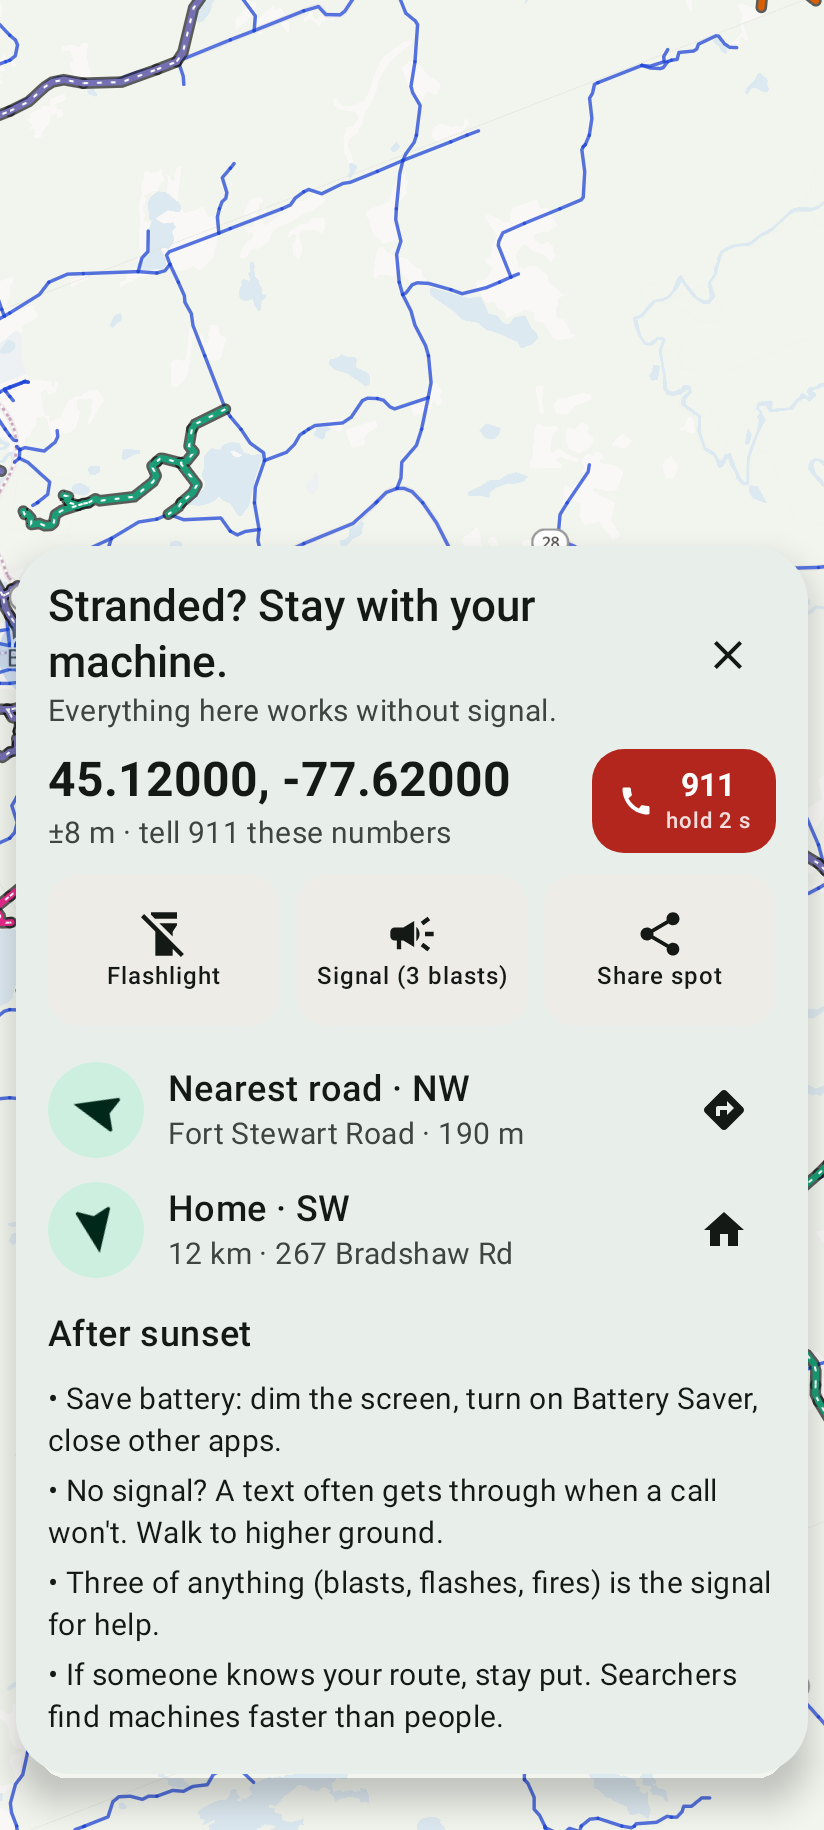 28
Stranded? Stay with your
machine.
Everything here works without signal.
45.12000, -77.62000
±8 m · tell 911 these numbers
911
hold 2 s
Flashlight
Signal (3 blasts)
Share spot
Nearest road · NW
Fort Stewart Road · 190 m
Home · SW
12 km · 267 Bradshaw Rd
After sunset
• Save battery: dim the screen, turn on Battery Saver,
close other apps.
• No signal? A text often gets through when a call
won't. Walk to higher ground.
• Three of anything (blasts, flashes, fires) is the signal
for help.
• If someone knows your route, stay put. Searchers
find machines faster than people.